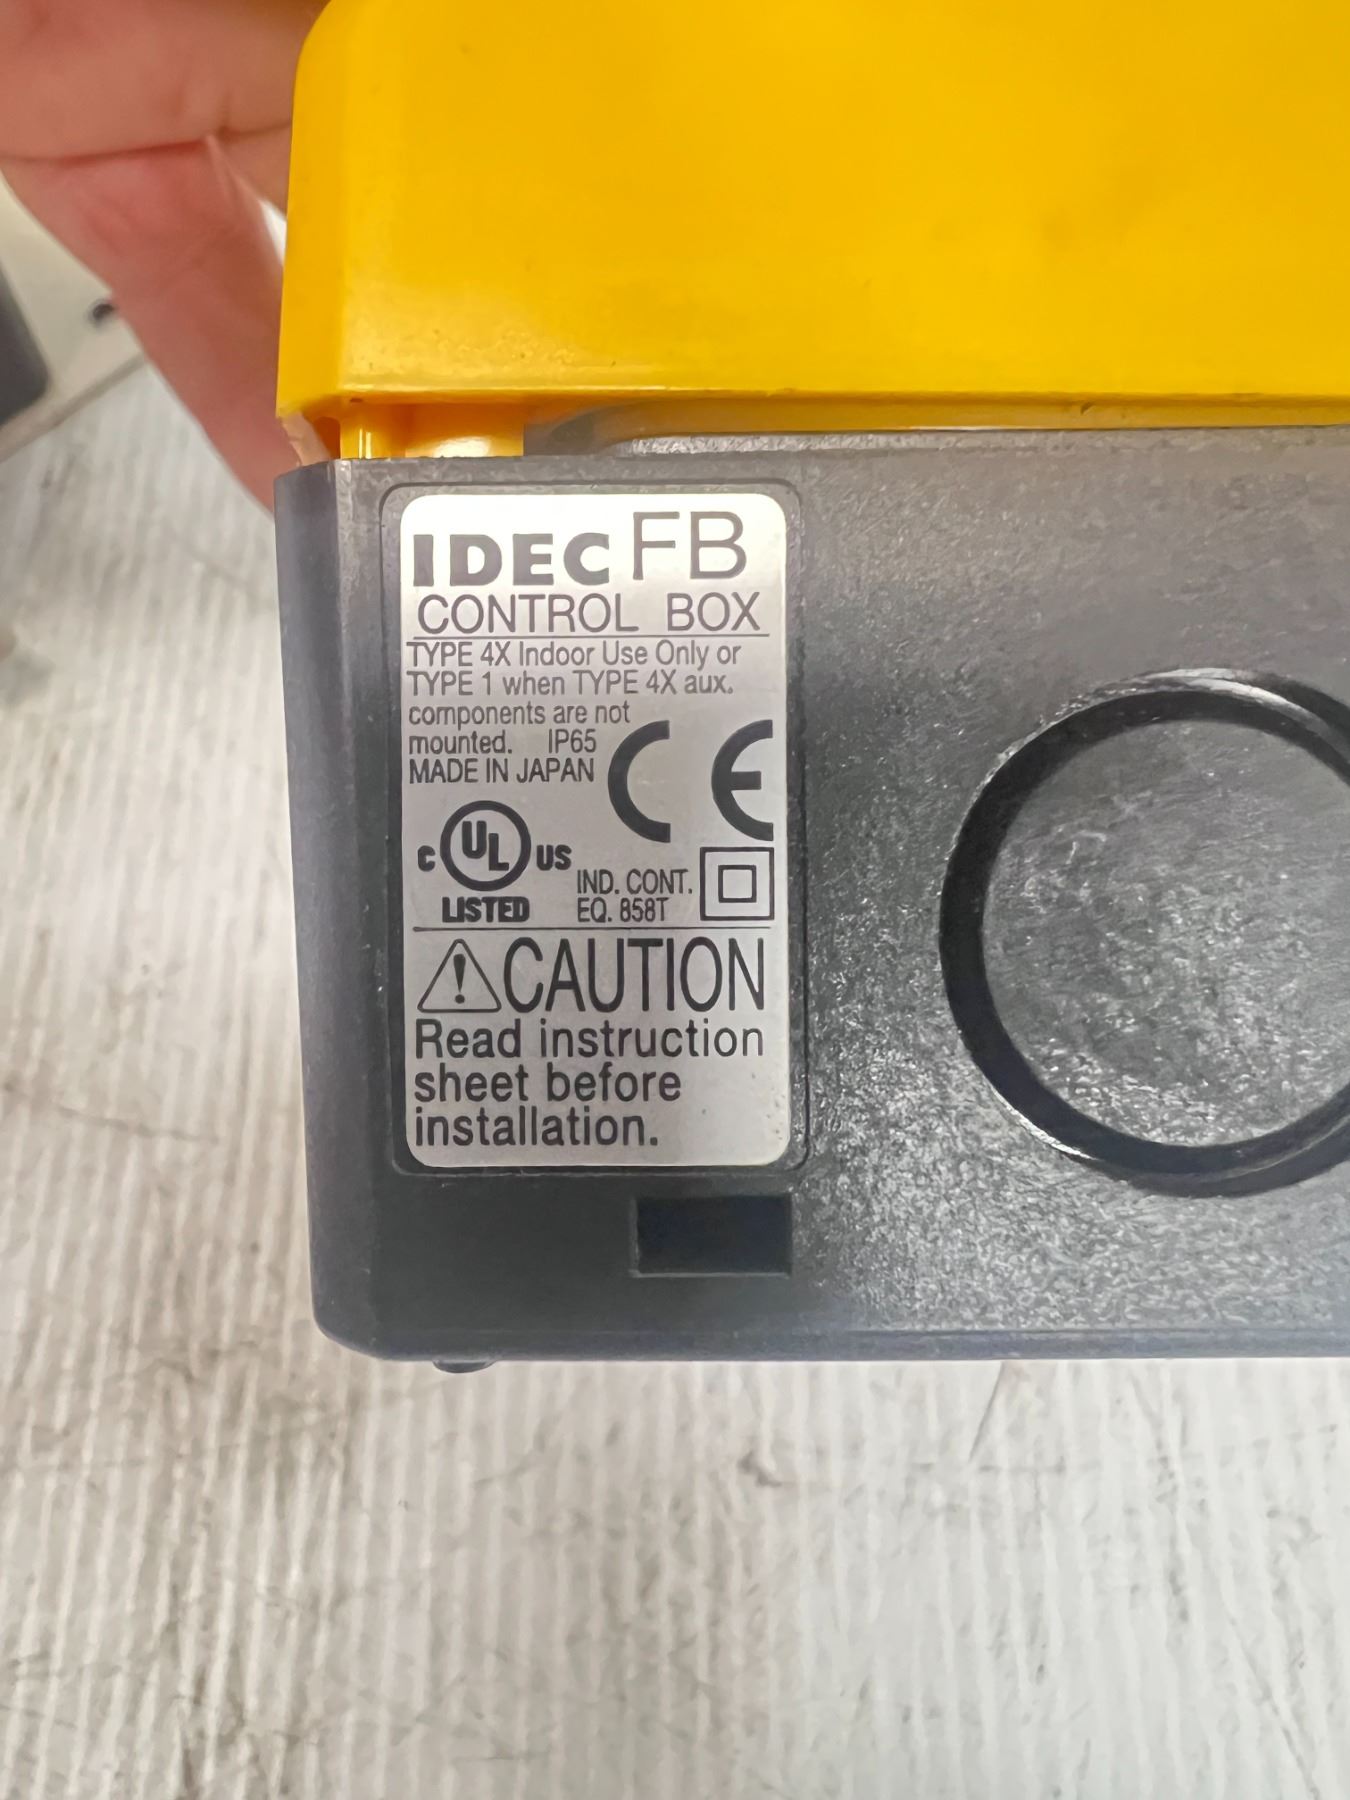 IDEC FB
CONTROL BOX
TYPE 4X Indoor Use Only or
TYPE 1 when TYPE 4X aux.
components are not
mounted. IP65
MADE IN JAPAN
CE
C UL US
LISTED
IND. CONT.
EQ. 858T
CAUTION
Read instruction
sheet before
installation.